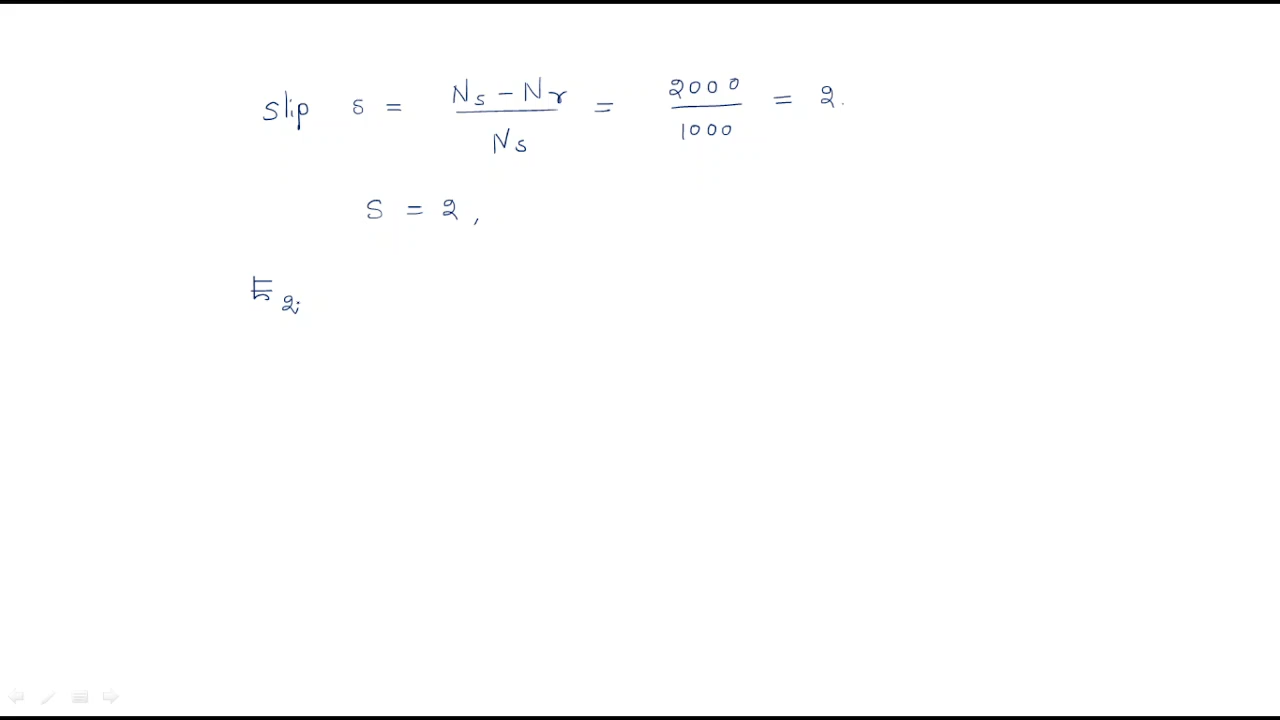 slip s = Ns - Nr / Ns = 2000 / 1000 = 2.
S = 2,
E2